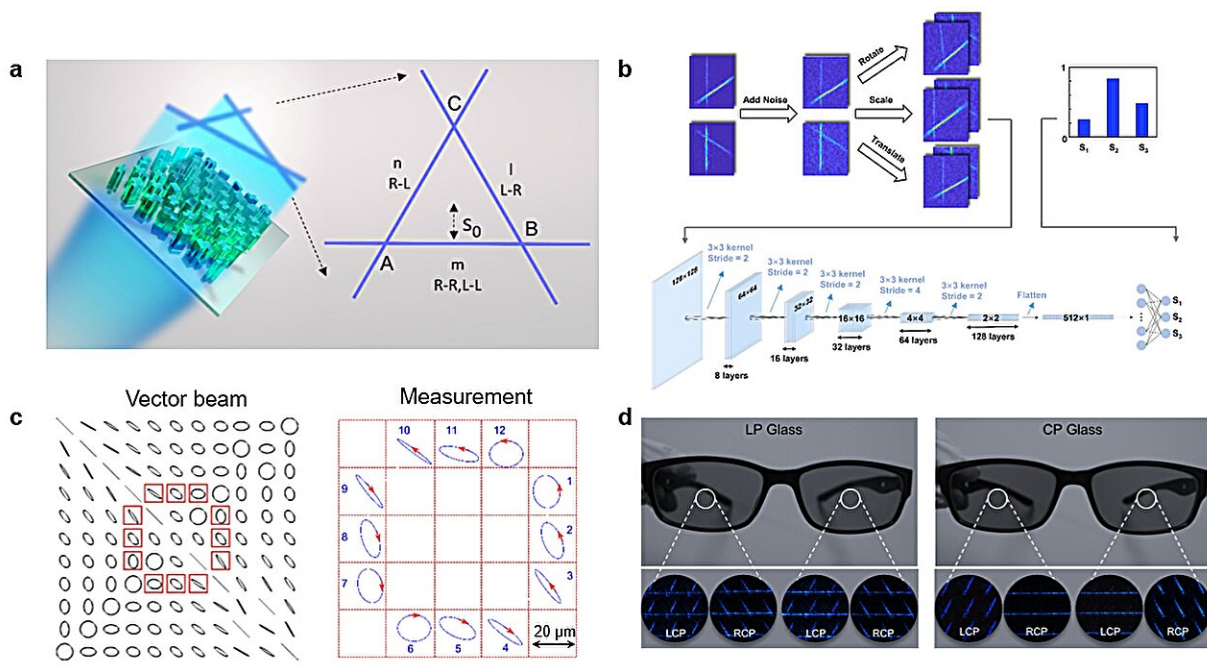 a
C
n
R-L
l
L-R
S0
A
B
m
R-R,L-L
b
Add Noise
Rotate
Scale
Translate
1
0
S1 S2 S3
128×128
3×3 kernel
Stride = 2
64×64
3×3 kernel
Stride = 2
32×32
3×3 kernel
Stride = 2
16×16
3×3 kernel
Stride = 4
4×4
3×3 kernel
Stride = 2
2×2
Flatten
512×1
S1
S2
S3
8 layers
16 layers
32 layers
64 layers
128 layers
c
Vector beam
Measurement
10 11 12
9 1
8 2
7 3
6 5 4
20 μm
d
LP Glass
CP Glass
LCP RCP LCP RCP
LCP RCP LCP RCP